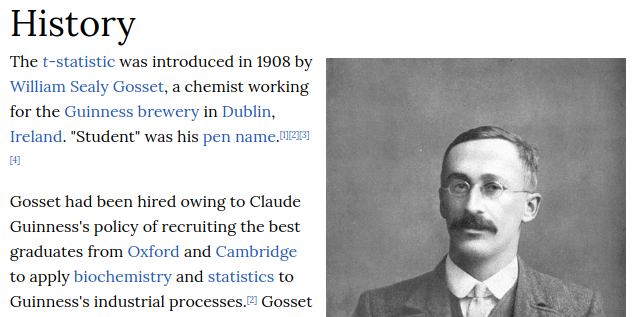 History
The t-statistic was introduced in 1908 by
William Sealy Gosset, a chemist working
for the Guinness brewery in Dublin,
Ireland. "Student" was his pen name.[1][2][3]
[4]
Gosset had been hired owing to Claude
Guinness's policy of recruiting the best
graduates from Oxford and Cambridge
to apply biochemistry and statistics to
Guinness's industrial processes.[2] Gosset